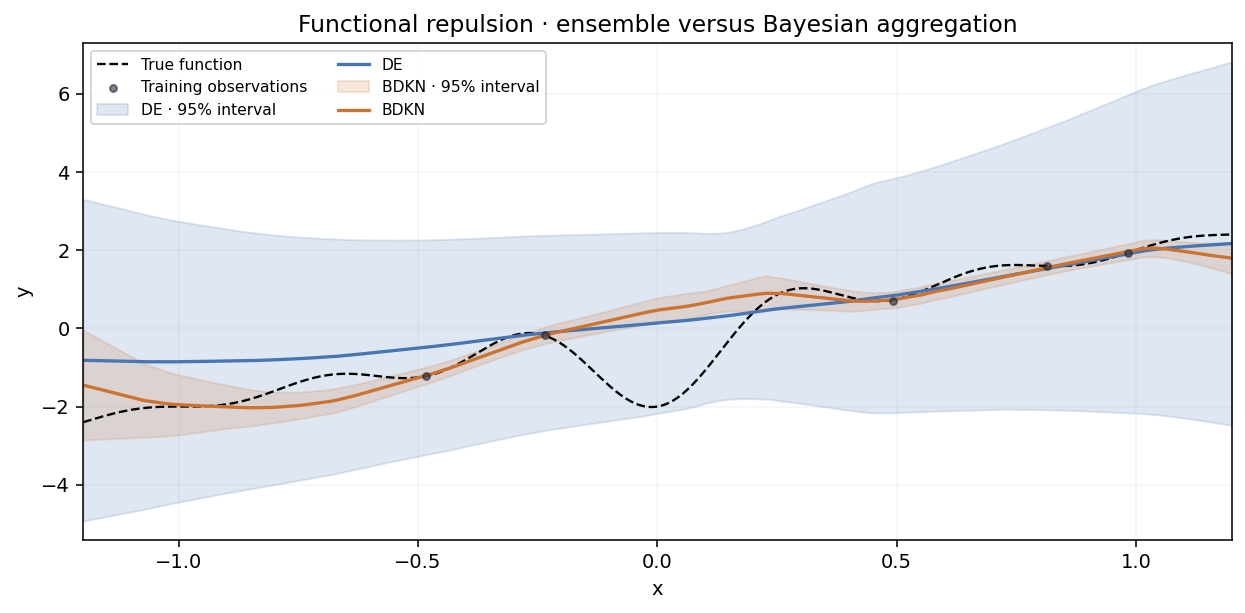 Functional repulsion · ensemble versus Bayesian aggregation
True function
Training observations
DE · 95% interval
DE
BDKN · 95% interval
BDKN
y
6
4
2
0
−2
−4
−1.0
−0.5
0.0
0.5
1.0
x